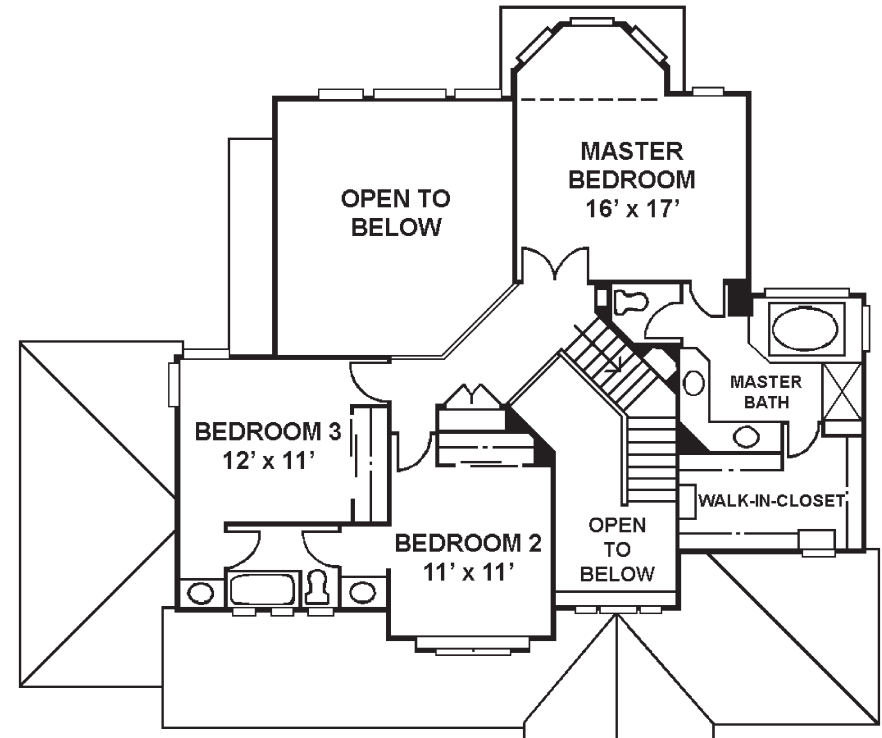 MASTER
BEDROOM
16’ x 17’
OPEN TO
BELOW
MASTER
BATH
BEDROOM 3
12’ x 11’
WALK-IN-CLOSET
OPEN
TO
BELOW
BEDROOM 2
11’ x 11’